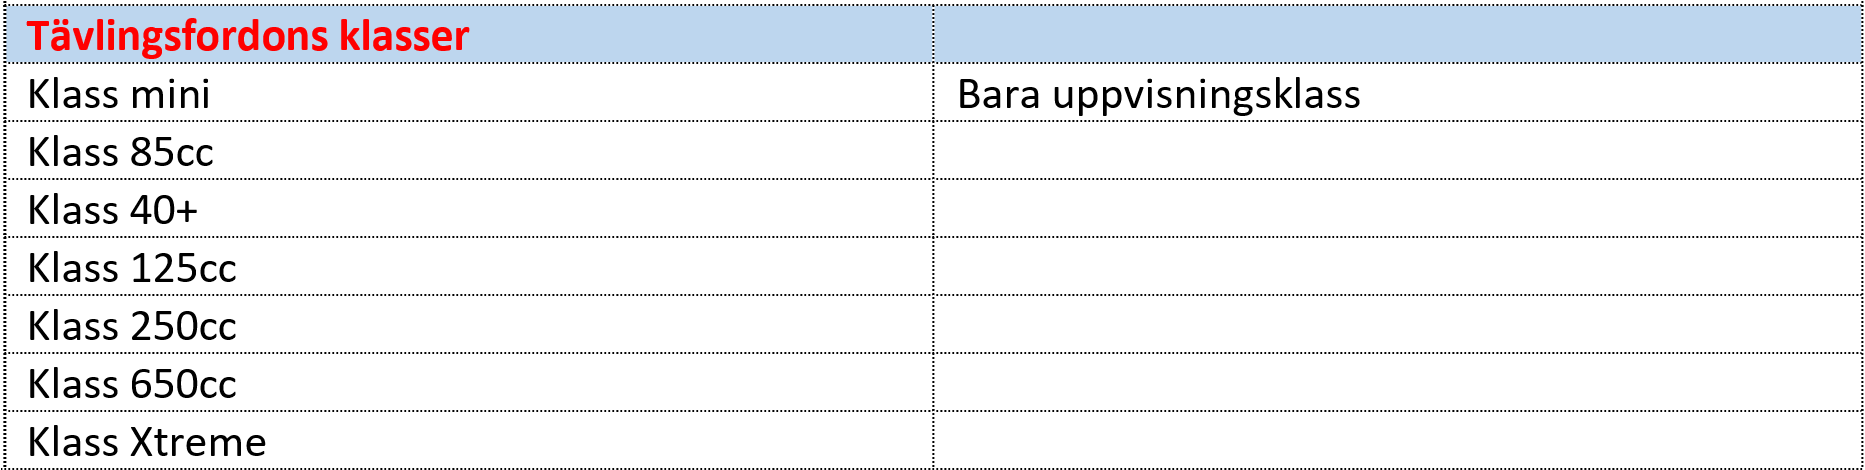 Tävlingsfordons klasser
Klass mini Bara uppvisningsklass
Klass 85cc
Klass 40+
Klass 125cc
Klass 250cc
Klass 650cc
Klass Xtreme